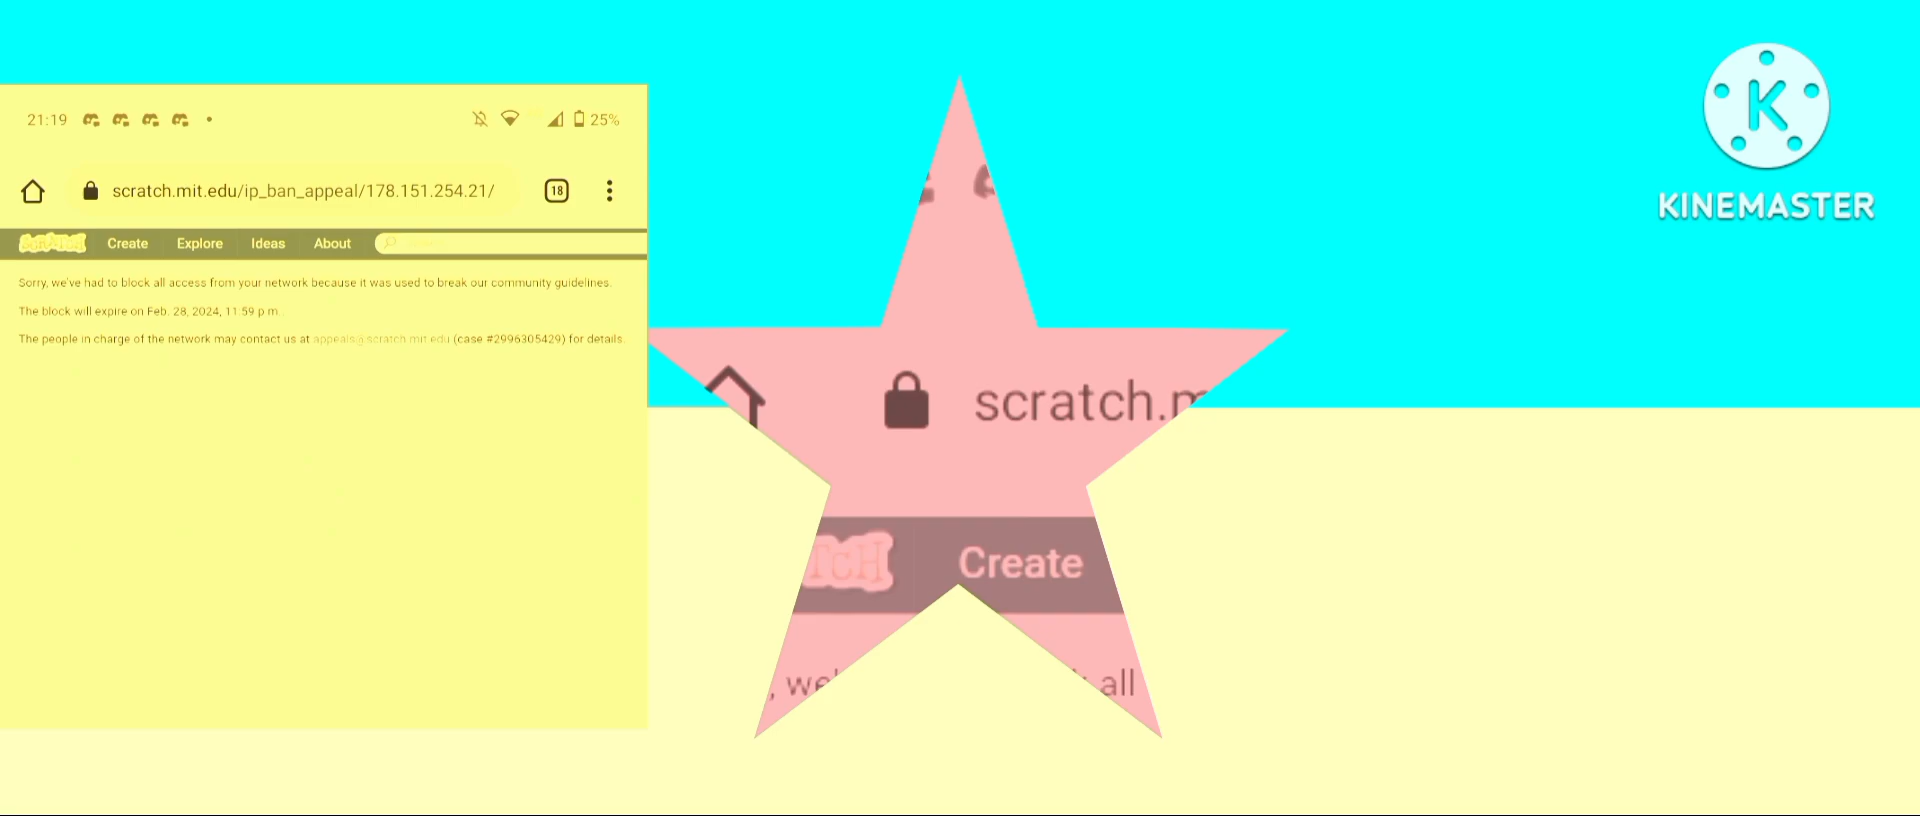 21:19
25%
scratch.mit.edu/ip_ban_appeal/178.151.254.21/
18
SCRATCH Create Explore Ideas About
Sorry, we've had to block all access from your network because it was used to break our community guidelines.
The block will expire on Feb. 28, 2024, 11:59 p.m.
The people in charge of the network may contact us at appeals@scratch.mit.edu (case #2996305429) for details.
scratch.m
TCH Create
, we'
all
K
KINEMASTER